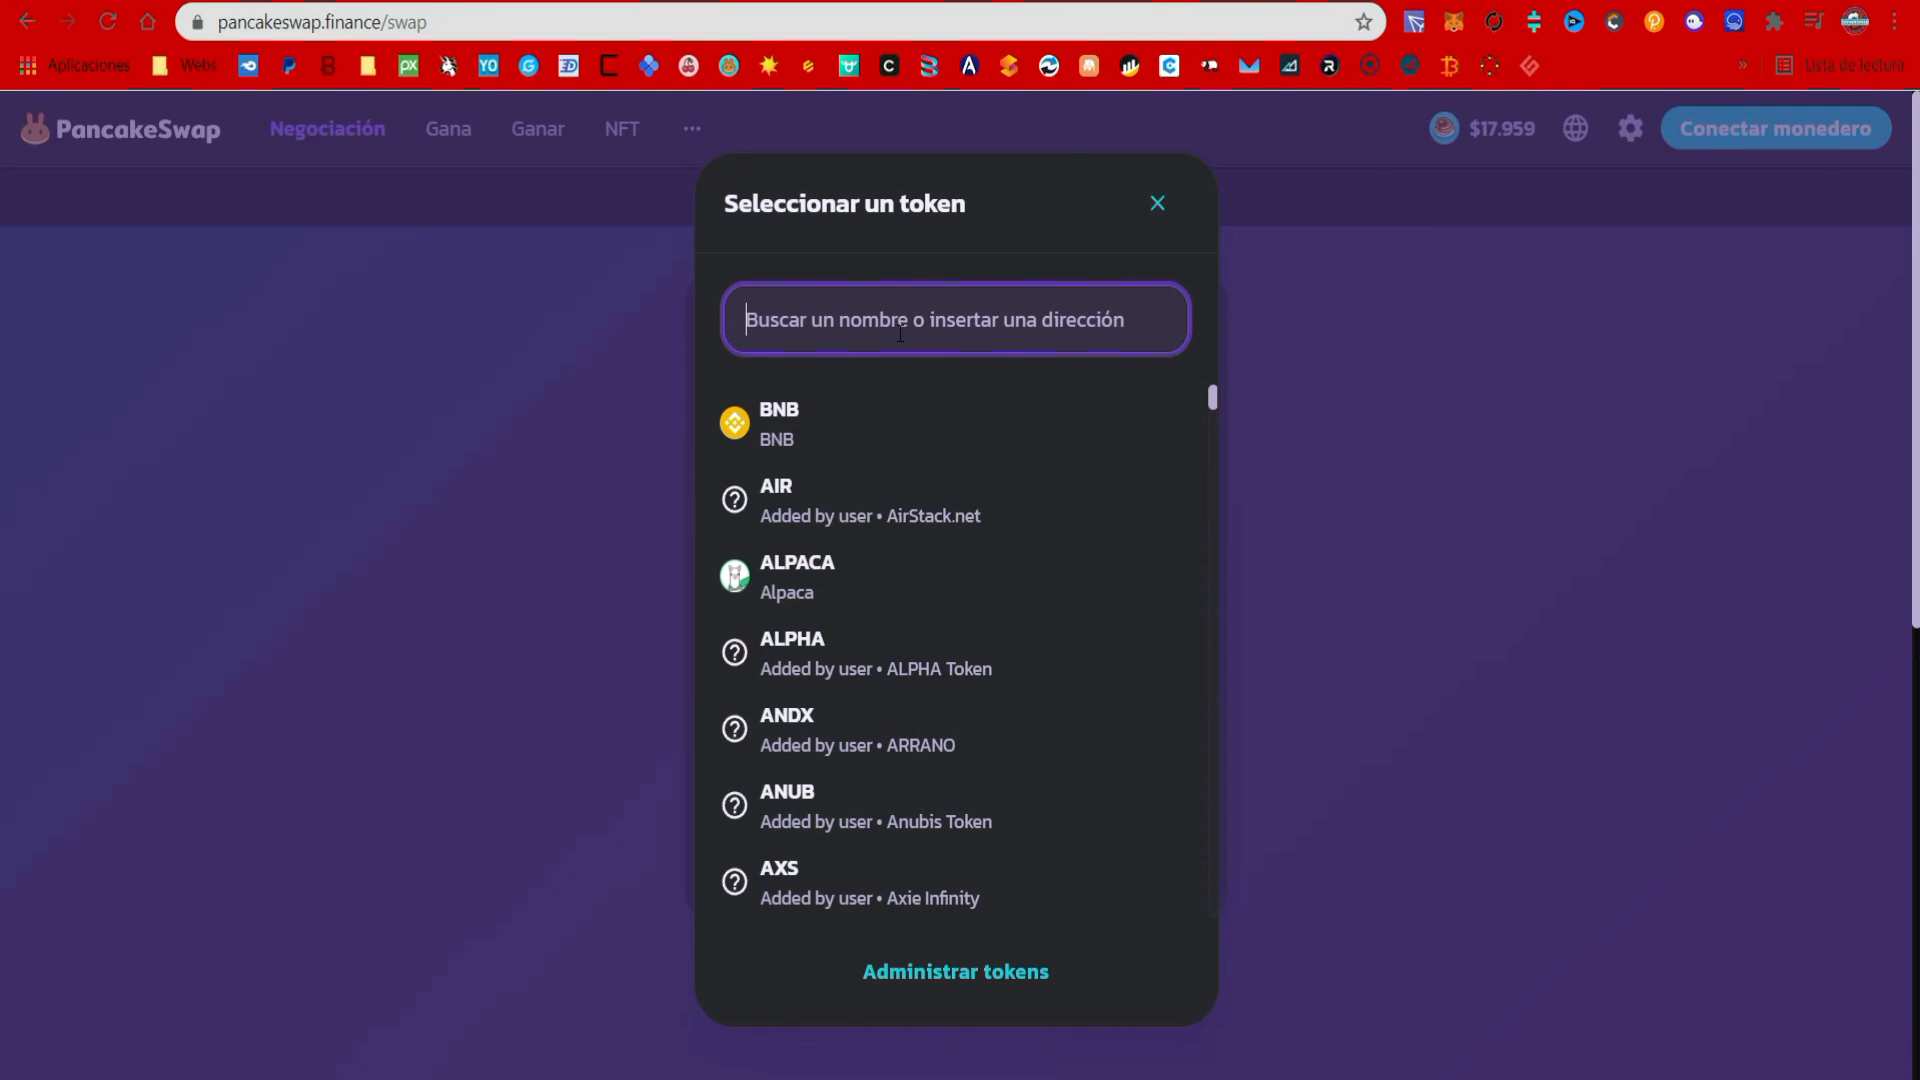 pancakeswap.finance/swap
Aplicaciones
Webs
Lista de lectura
PancakeSwap
Negociación
Gana
Ganar
NFT
$17.959
Conectar monedero
Seleccionar un token
Buscar un nombre o insertar una dirección
BNB
BNB
AIR
Added by user • AirStack.net
ALPACA
Alpaca
ALPHA
Added by user • ALPHA Token
ANDX
Added by user • ARRANO
ANUB
Added by user • Anubis Token
AXS
Added by user • Axie Infinity
Administrar tokens